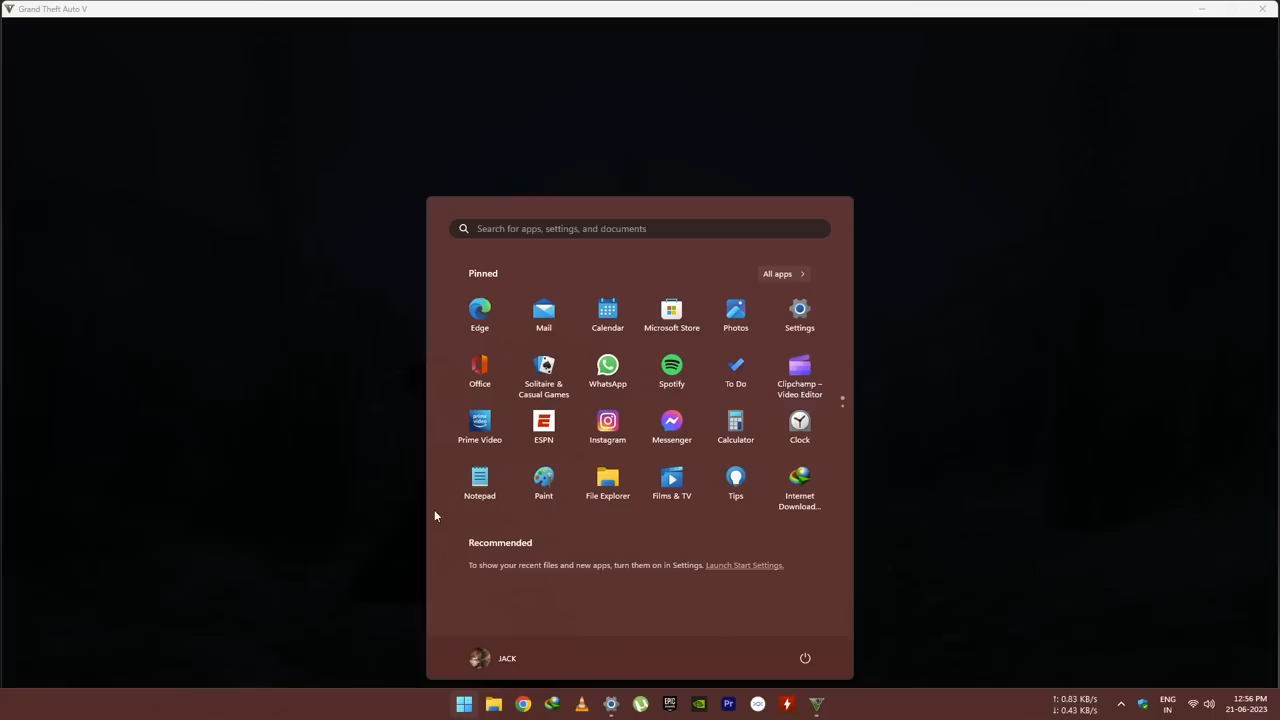 Grand Theft Auto V
Search for apps, settings, and documents
Pinned
All apps
Edge
Mail
Calendar
Microsoft Store
Photos
Settings
Office
Solitaire &
Casual Games
WhatsApp
Spotify
To Do
Clipchamp –
Video Editor
prime video
Prime Video
ESPN
Instagram
Messenger
Calculator
Clock
Notepad
Paint
File Explorer
Films & TV
Tips
Internet
Download...
Recommended
To show your recent files and new apps, turn them on in Settings. Launch Start Settings.
JACK
EPIC
Pr
↑: 0.83 KB/s
↓: 0.43 KB/s
ENG
IN
12:56 PM
21-06-2023